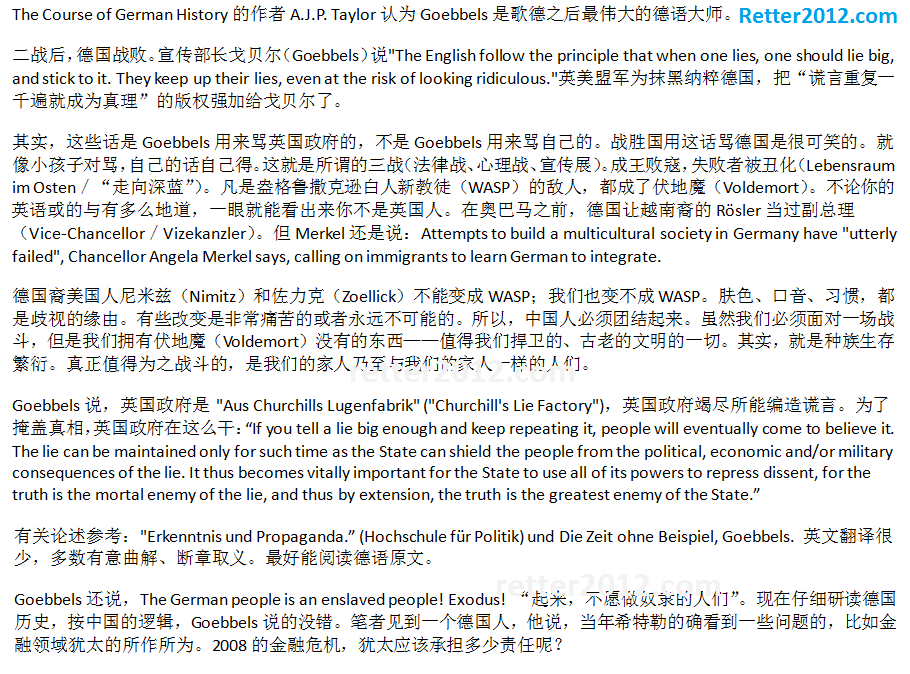 The Course of German History 的作者 A.J.P. Taylor 认为 Goebbels 是歌德之后最伟大的德语大师。 Retter2012.com
二战后，德国战败。宣传部长戈贝尔（Goebbels）说"The English follow the principle that when one lies, one should lie big,
and stick to it. They keep up their lies, even at the risk of looking ridiculous."英美盟军为抹黑纳粹德国，把“谎言重复一
千遍就成为真理”的版权强加给戈贝尔了。
其实，这些话是 Goebbels 用来骂英国政府的，不是 Goebbels 用来骂自己的。战胜国用这话骂德国是很可笑的。就
像小孩子对骂，自己的话自己得。这就是所谓的三战（法律战、心理战、宣传展）。成王败寇，失败者被丑化（Lebensraum
im Osten／“走向深蓝”）。凡是盎格鲁撒克逊白人新教徒（WASP）的敌人，都成了伏地魔（Voldemort）。不论你的
英语或的与有多么地道，一眼就能看出来你不是英国人。在奥巴马之前，德国让越南裔的 Rösler 当过副总理
（Vice-Chancellor／Vizekanzler）。但 Merkel 还是说：Attempts to build a multicultural society in Germany have "utterly
failed", Chancellor Angela Merkel says, calling on immigrants to learn German to integrate.
德国裔美国人尼米兹（Nimitz）和佐力克（Zoellick）不能变成 WASP；我们也变不成 WASP。肤色、口音、习惯，都
是歧视的缘由。有些改变是非常痛苦的或者永远不可能的。所以，中国人必须团结起来。虽然我们必须面对一场战
斗，但是我们拥有伏地魔（Voldemort）没有的东西——值得我们捍卫的、古老的文明的一切。其实，就是种族生存
繁衍。真正值得为之战斗的，是我们的家人乃至与我们的家人一样的人们。
retter2012.com
Goebbels 说，英国政府是 "Aus Churchills Lugenfabrik" ("Churchill's Lie Factory")，英国政府竭尽所能编造谎言。为了
掩盖真相，英国政府在这么干：“If you tell a lie big enough and keep repeating it, people will eventually come to believe it.
The lie can be maintained only for such time as the State can shield the people from the political, economic and/or military
consequences of the lie. It thus becomes vitally important for the State to use all of its powers to repress dissent, for the
truth is the mortal enemy of the lie, and thus by extension, the truth is the greatest enemy of the State.”
有关论述参考："Erkenntnis und Propaganda.” (Hochschule für Politik) und Die Zeit ohne Beispiel, Goebbels. 英文翻译很
少，多数有意曲解、断章取义。最好能阅读德语原文。
retter2012.com
Goebbels 还说，The German people is an enslaved people! Exodus! “起来，不愿做奴隶的人们”。现在仔细研读德国
历史，按中国的逻辑，Goebbels 说的没错。笔者见到一个德国人，他说，当年希特勒的确看到一些问题的，比如金
融领域犹太的所作所为。2008 的金融危机，犹太应该承担多少责任呢？